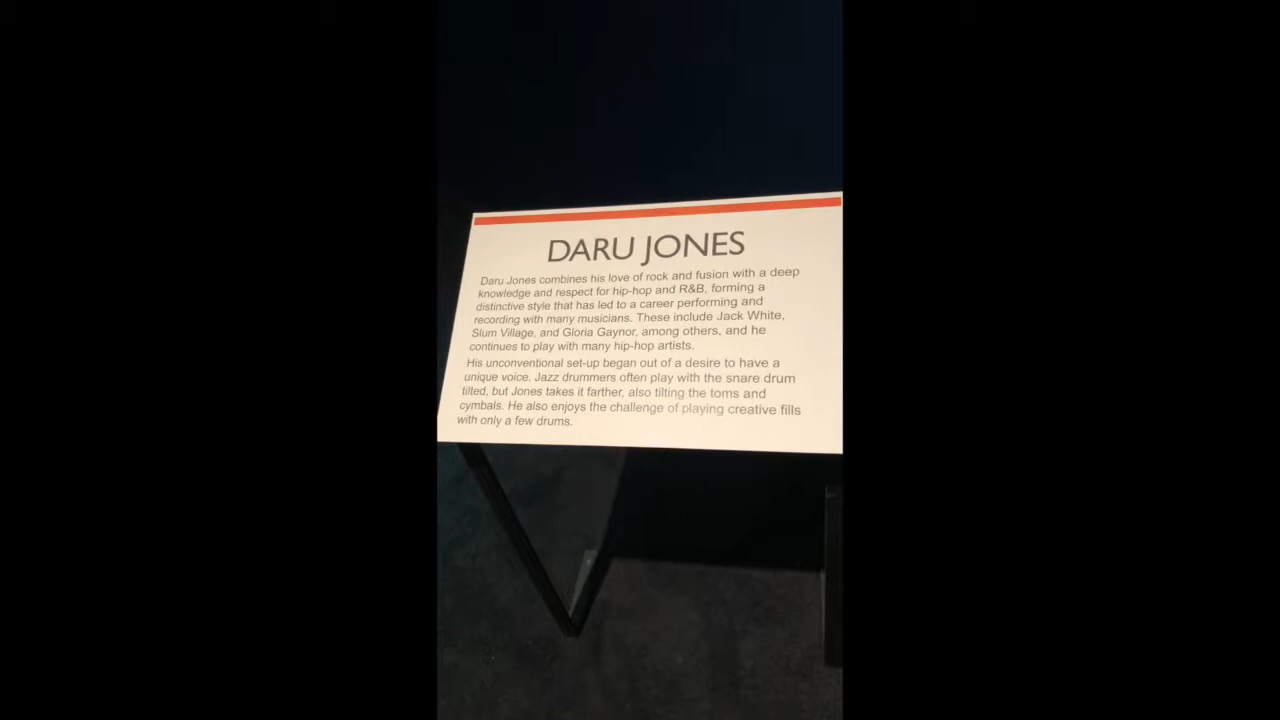 DARU JONES
Daru Jones combines his love of rock and fusion with a deep
knowledge and respect for hip-hop and R&B, forming a
distinctive style that has led to a career performing and
recording with many musicians. These include Jack White,
Slum Village, and Gloria Gaynor, among others, and he
continues to play with many hip-hop artists.
His unconventional set-up began out of a desire to have a
unique voice. Jazz drummers often play with the snare drum
tilted, but Jones takes it farther, also tilting the toms and
cymbals. He also enjoys the challenge of playing creative fills
with only a few drums.